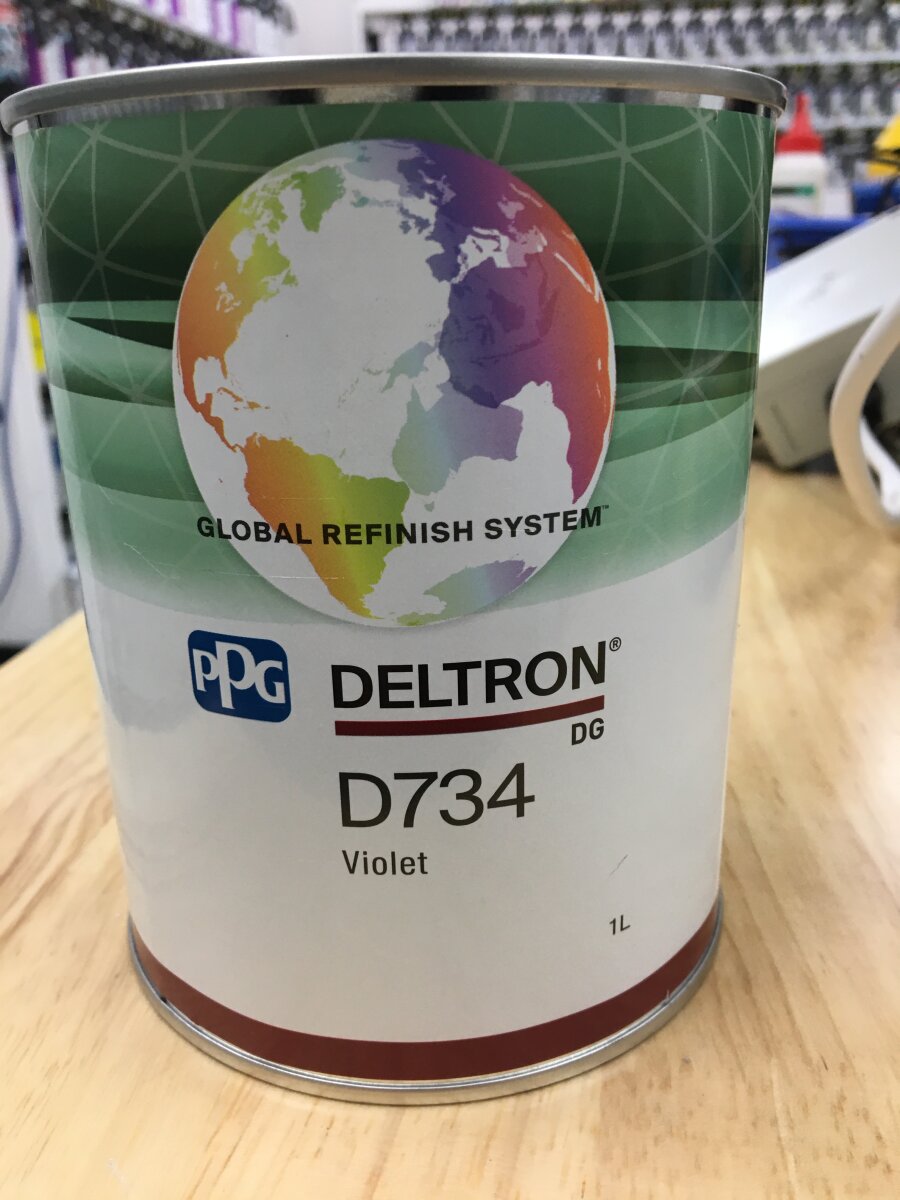 GLOBAL REFINISH SYSTEM™
PPG
DELTRON®
DG
D734
Violet
1L